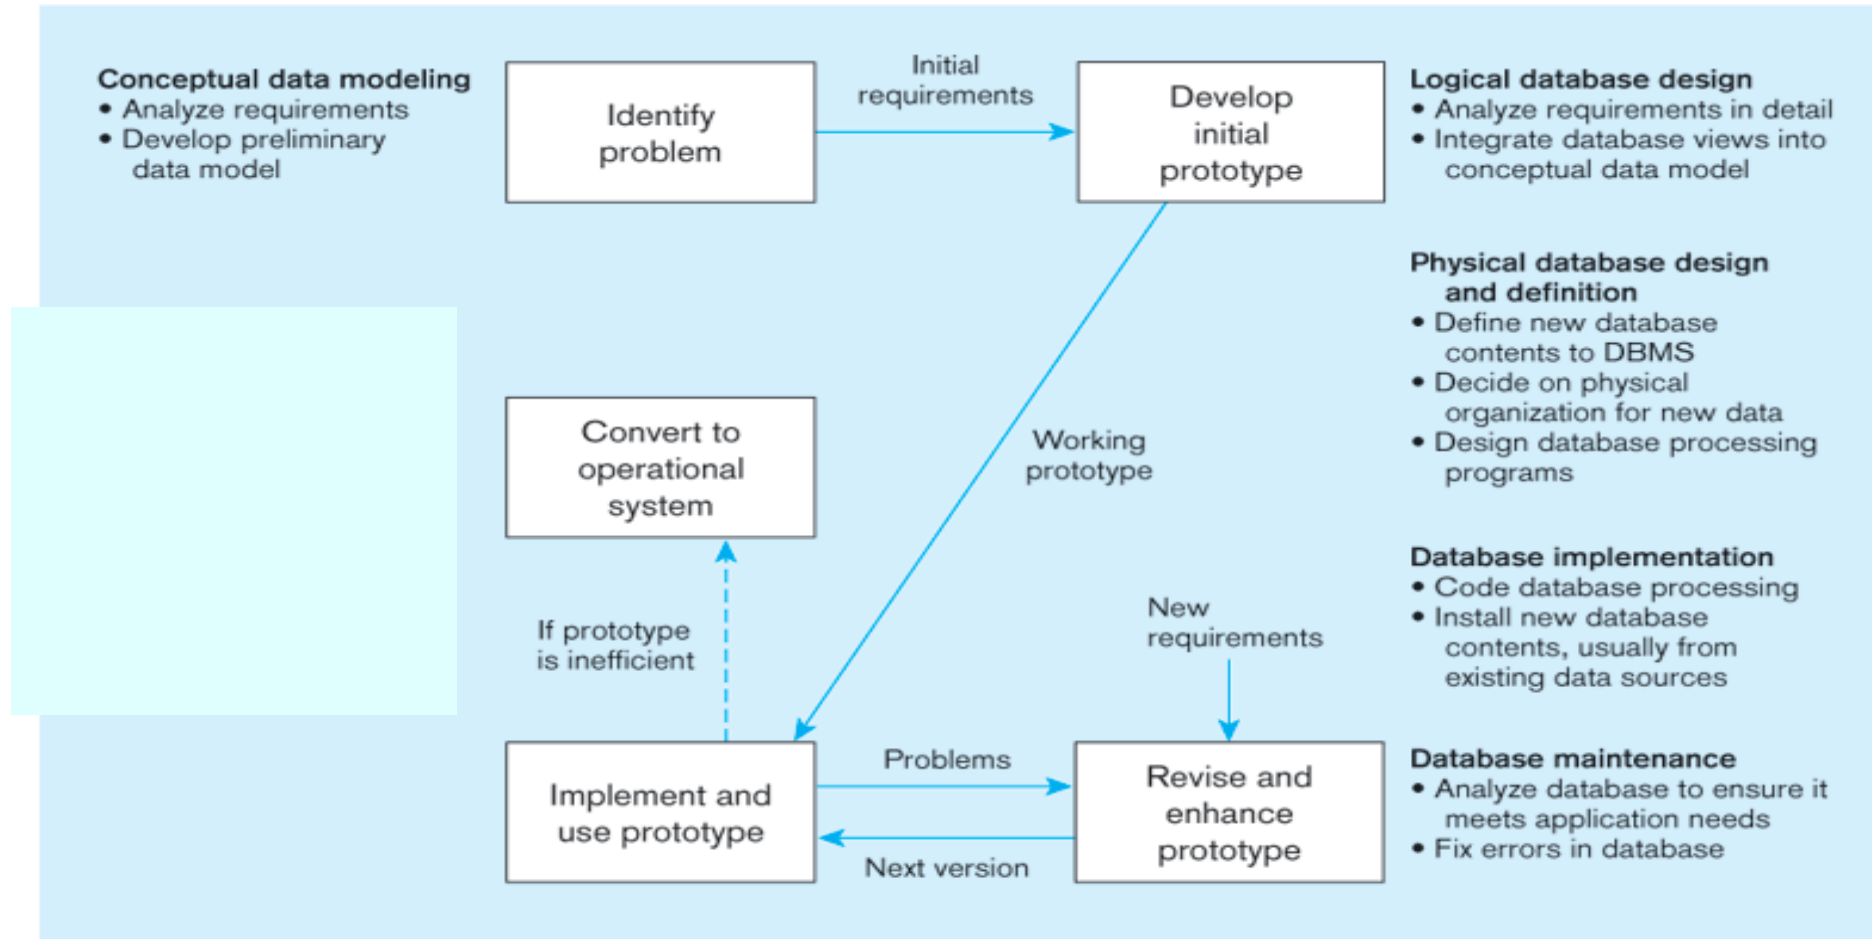 Conceptual data modeling
• Analyze requirements
• Develop preliminary
data model
Identify
problem
Initial
requirements
Develop
initial
prototype
Logical database design
• Analyze requirements in detail
• Integrate database views into
conceptual data model
Physical database design
and definition
• Define new database
contents to DBMS
• Decide on physical
organization for new data
• Design database processing
programs
Convert to
operational
system
Working
prototype
If prototype
is inefficient
New
requirements
Database implementation
• Code database processing
• Install new database
contents, usually from
existing data sources
Implement and
use prototype
Problems
Next version
Revise and
enhance
prototype
Database maintenance
• Analyze database to ensure it
meets application needs
• Fix errors in database